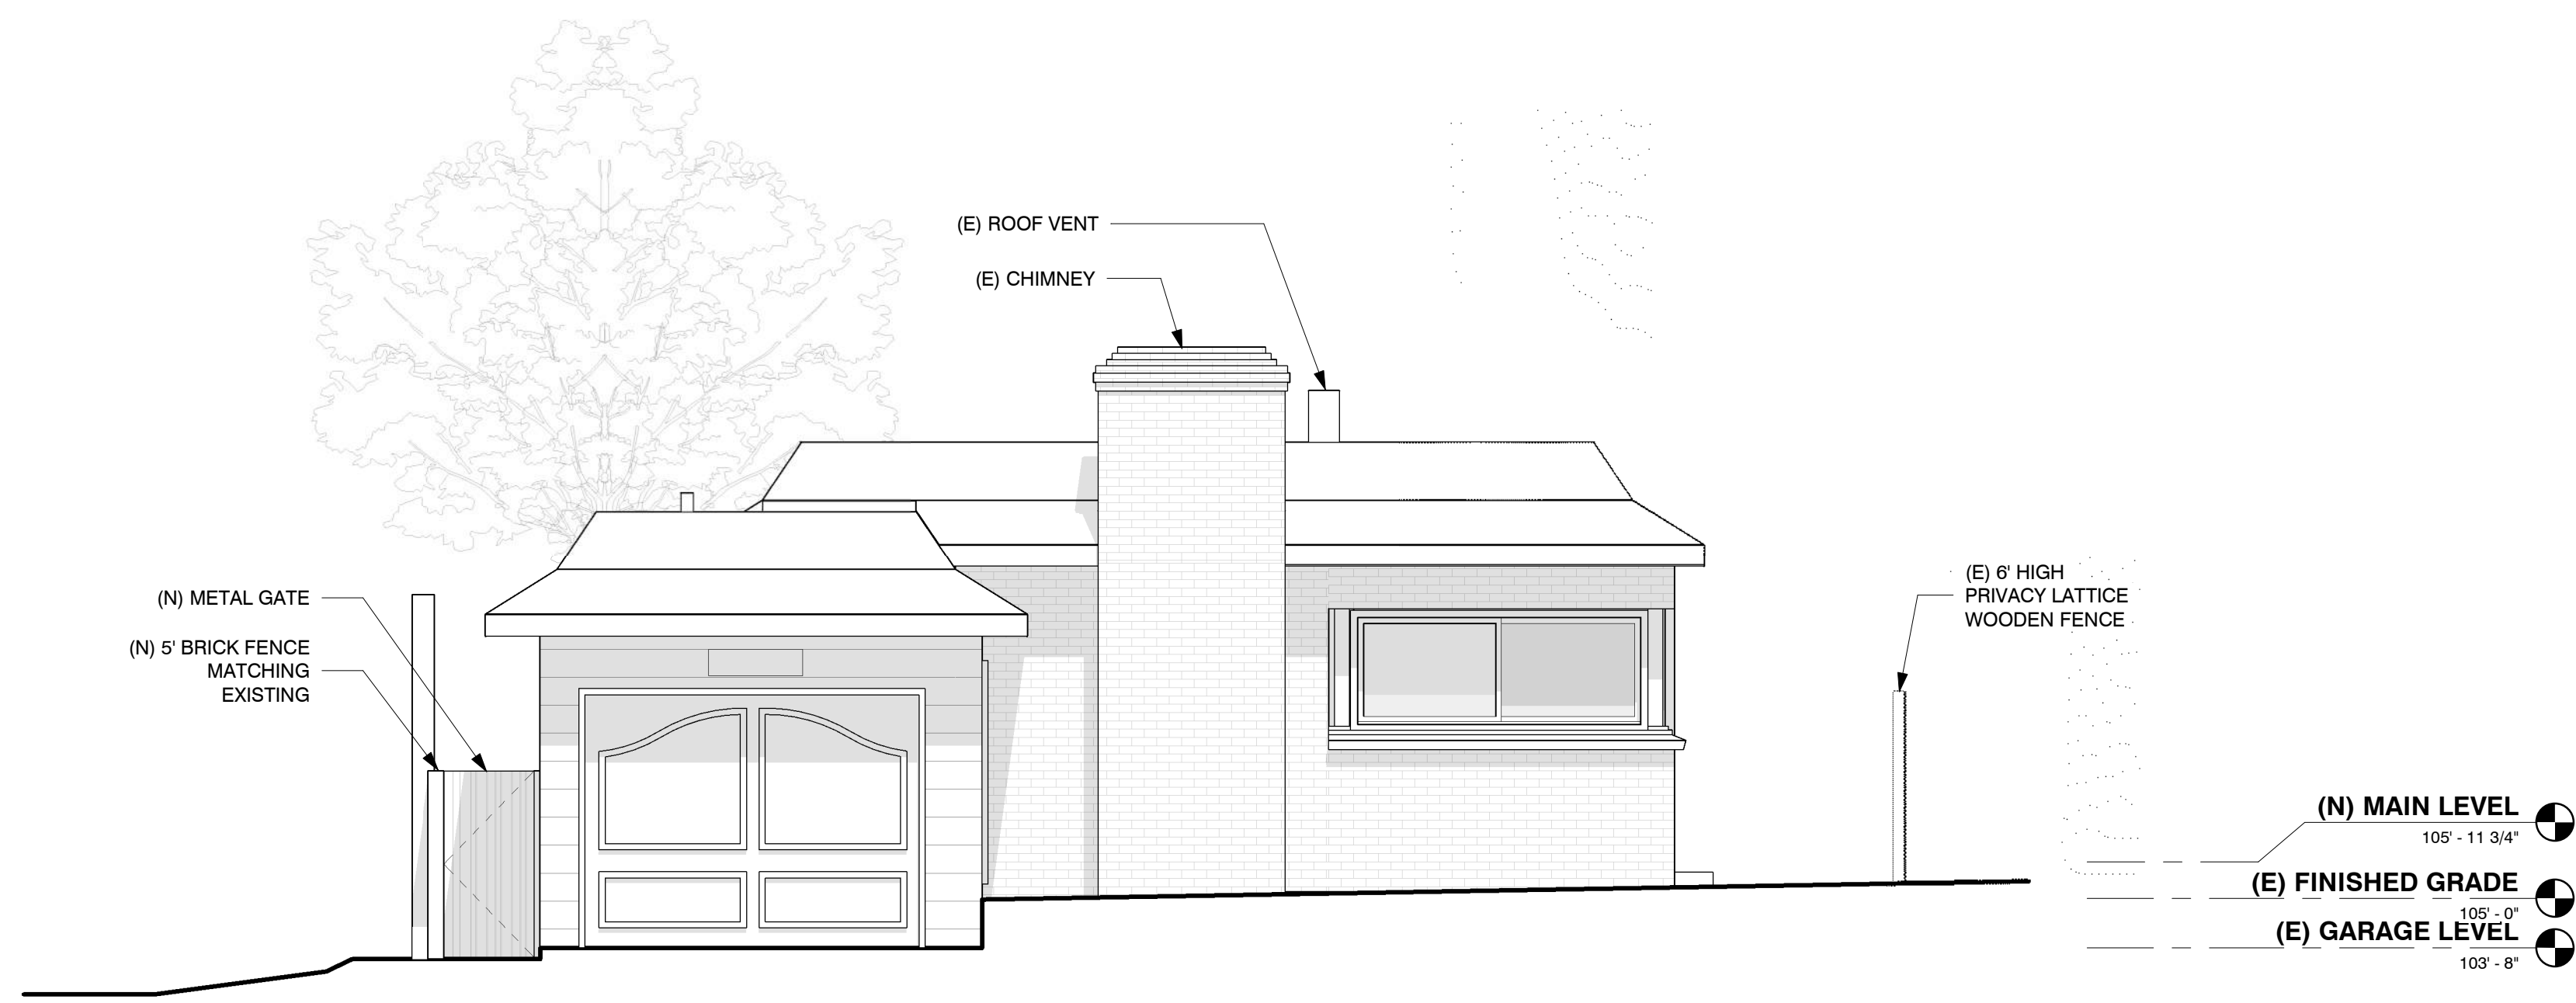 (E) ROOF VENT
(E) CHIMNEY
(N) METAL GATE
(N) 5' BRICK FENCE
MATCHING
EXISTING
(E) 6' HIGH
PRIVACY LATTICE
WOODEN FENCE
(N) MAIN LEVEL
105' - 11 3/4"
(E) FINISHED GRADE
105' - 0"
(E) GARAGE LEVEL
103' - 8"